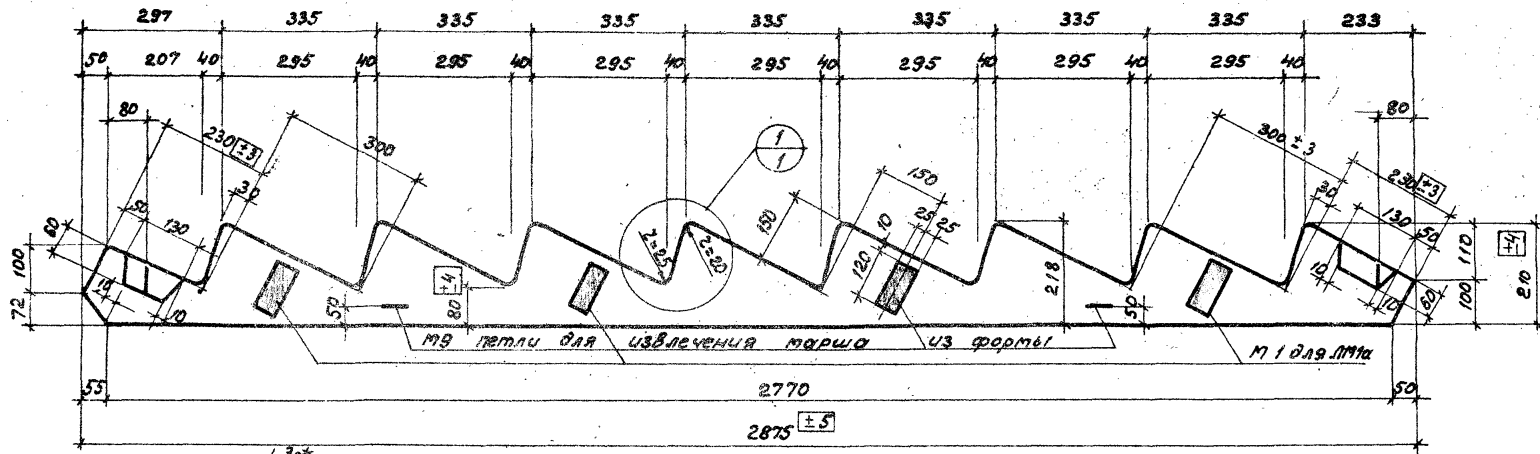 297 335 335 335 335 335 335 335 233
50 207 40 295 40 295 40 295 40 295 40 295 40 295 40 295 40
80 80
230 ±3 300 1 1 150 300 ±3 230 ±3
50 30 130 150 10 25 25 30 130 50
60 120 110 ±4
100 10 r=25 r=20 218 10 10 60 100 210
72 10 50 ±4 80 50
М9 петли для извлечения марша из формы
М1 для ЛМ1а
55 2770 50
2875 ±5